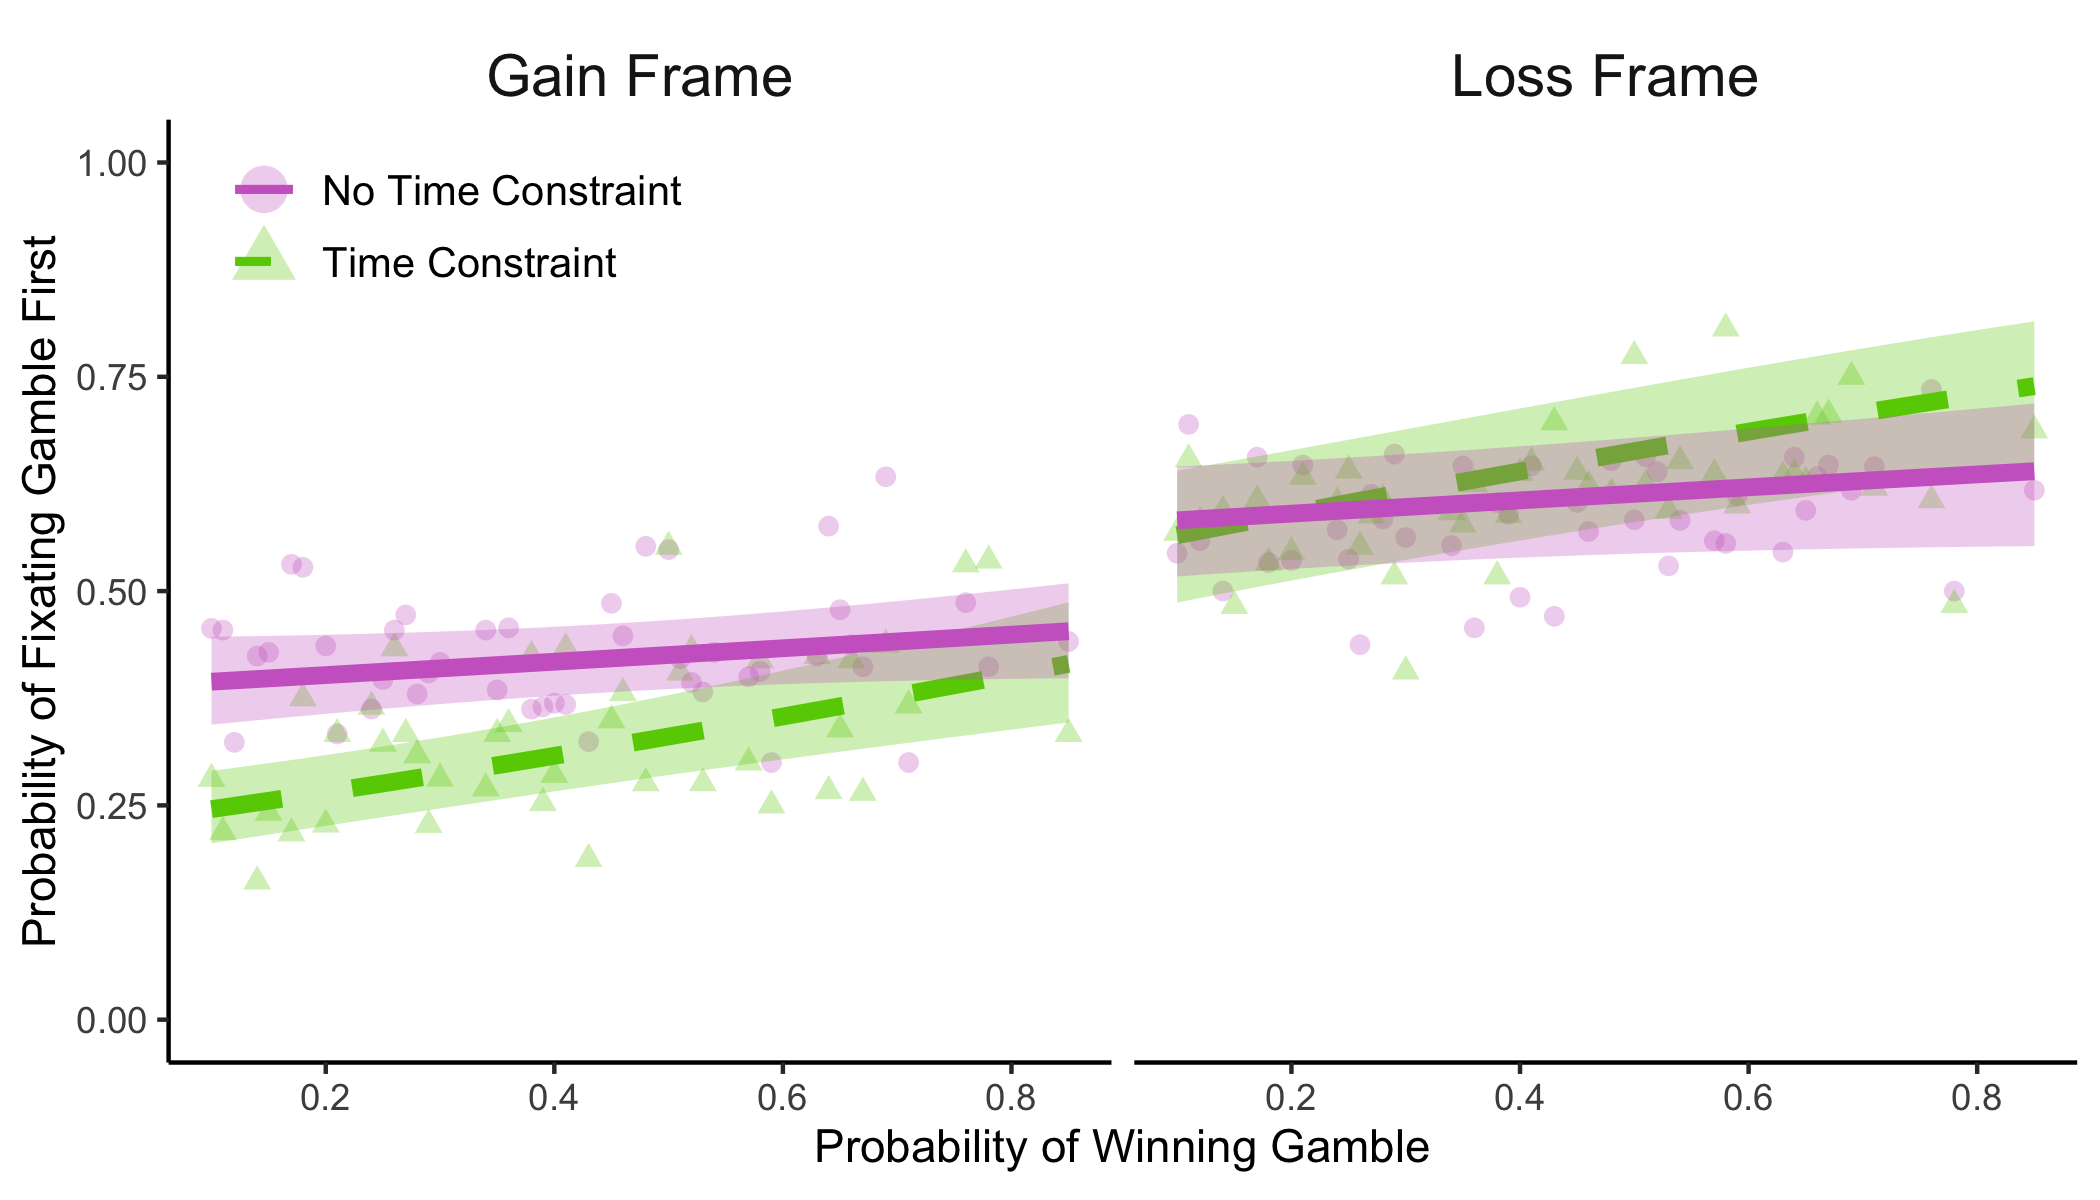 Gain Frame
Loss Frame
No Time Constraint
Time Constraint
Probability of Fixating Gamble First
1.00
0.75
0.50
0.25
0.00
0.2 0.4 0.6 0.8
0.2 0.4 0.6 0.8
Probability of Winning Gamble